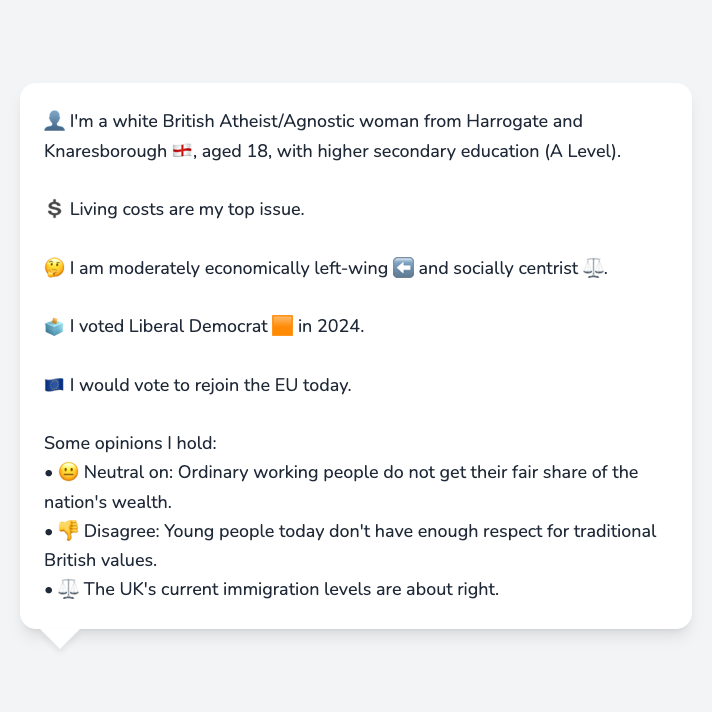 👤 I'm a white British Atheist/Agnostic woman from Harrogate and
Knaresborough 🏴󠁧󠁢󠁥󠁮󠁧󠁿, aged 18, with higher secondary education (A Level).
💲 Living costs are my top issue.
🤔 I am moderately economically left-wing ⬅️ and socially centrist ⚖️.
🗳️ I voted Liberal Democrat 🟧 in 2024.
🇪🇺 I would vote to rejoin the EU today.
Some opinions I hold:
• 😐 Neutral on: Ordinary working people do not get their fair share of the
nation's wealth.
• 👎 Disagree: Young people today don't have enough respect for traditional
British values.
• ⚖️ The UK's current immigration levels are about right.